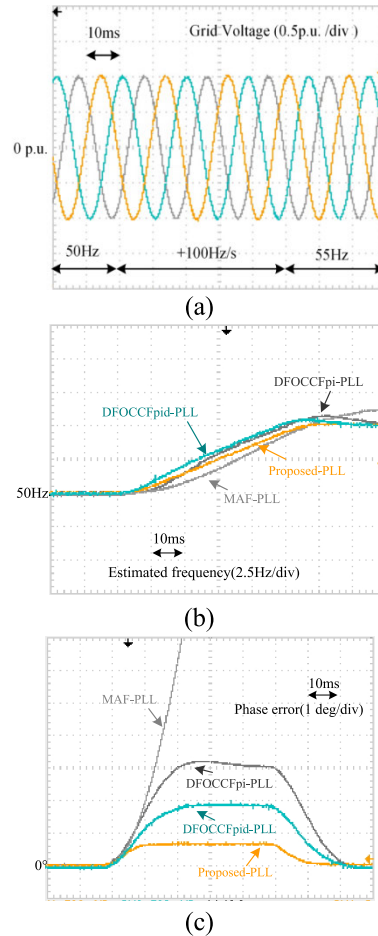 10ms
Grid Voltage (0.5p.u. /div )
0 p.u.
50Hz
+100Hz/s
55Hz
(a)
DFOCCFpi-PLL
DFOCCFpid-PLL
Proposed-PLL
MAF-PLL
50Hz
10ms
Estimated frequency(2.5Hz/div)
(b)
10ms
MAF-PLL
Phase error(1 deg/div)
DFOCCFpi-PLL
DFOCCFpid-PLL
Proposed-PLL
0°
(c)